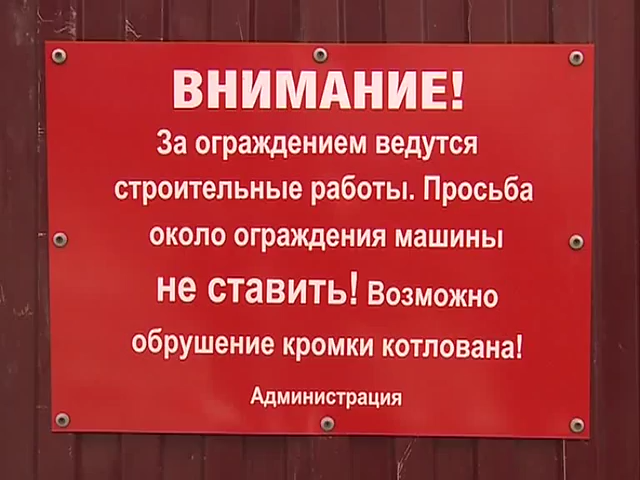 ВНИМАНИЕ!
За ограждением ведутся
строительные работы. Просьба
около ограждения машины
не ставить! Возможно
обрушение кромки котлована!
Администрация